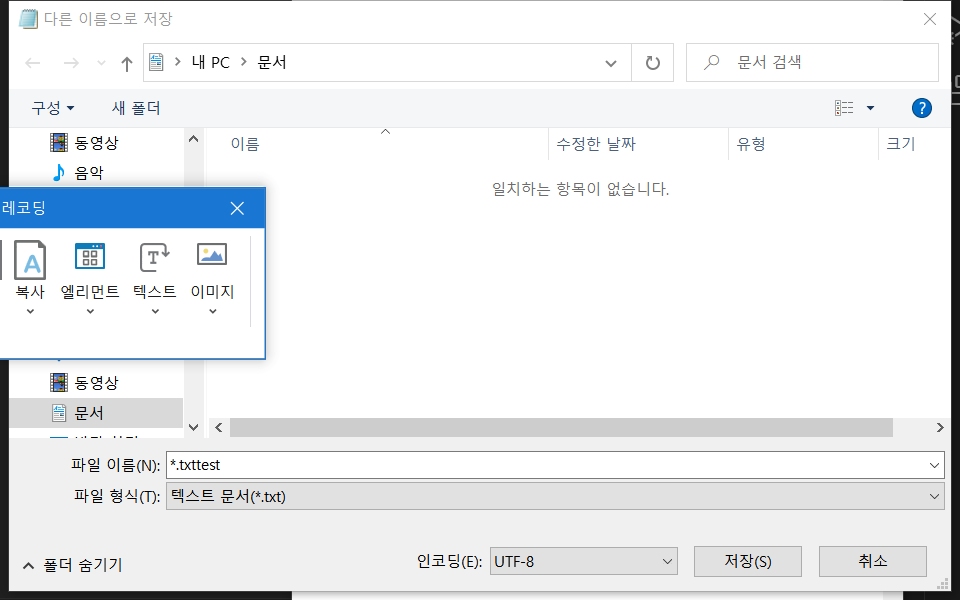 다른 이름으로 저장
내 PC > 문서
문서 검색
구성 새 폴더
동영상
음악
이름 수정한 날짜 유형 크기
일치하는 항목이 없습니다.
레코딩
복사 엘리먼트 텍스트 이미지
동영상
문서
파일 이름(N): *.txttest
파일 형식(T): 텍스트 문서(*.txt)
폴더 숨기기
인코딩(E): UTF-8
저장(S)
취소